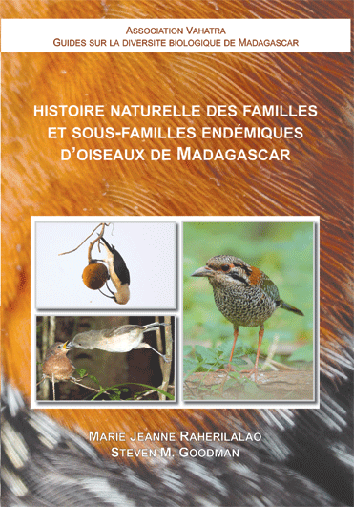 ASSOCIATION VAHATRA
GUIDES SUR LA DIVERSITE BIOLOGIQUE DE MADAGASCAR
HISTOIRE NATURELLE DES FAMILLES
ET SOUS-FAMILLES ENDÉMIQUES
D'OISEAUX DE MADAGASCAR
MARIE JEANNE RAHERILALAO
STEVEN M. GOODMAN